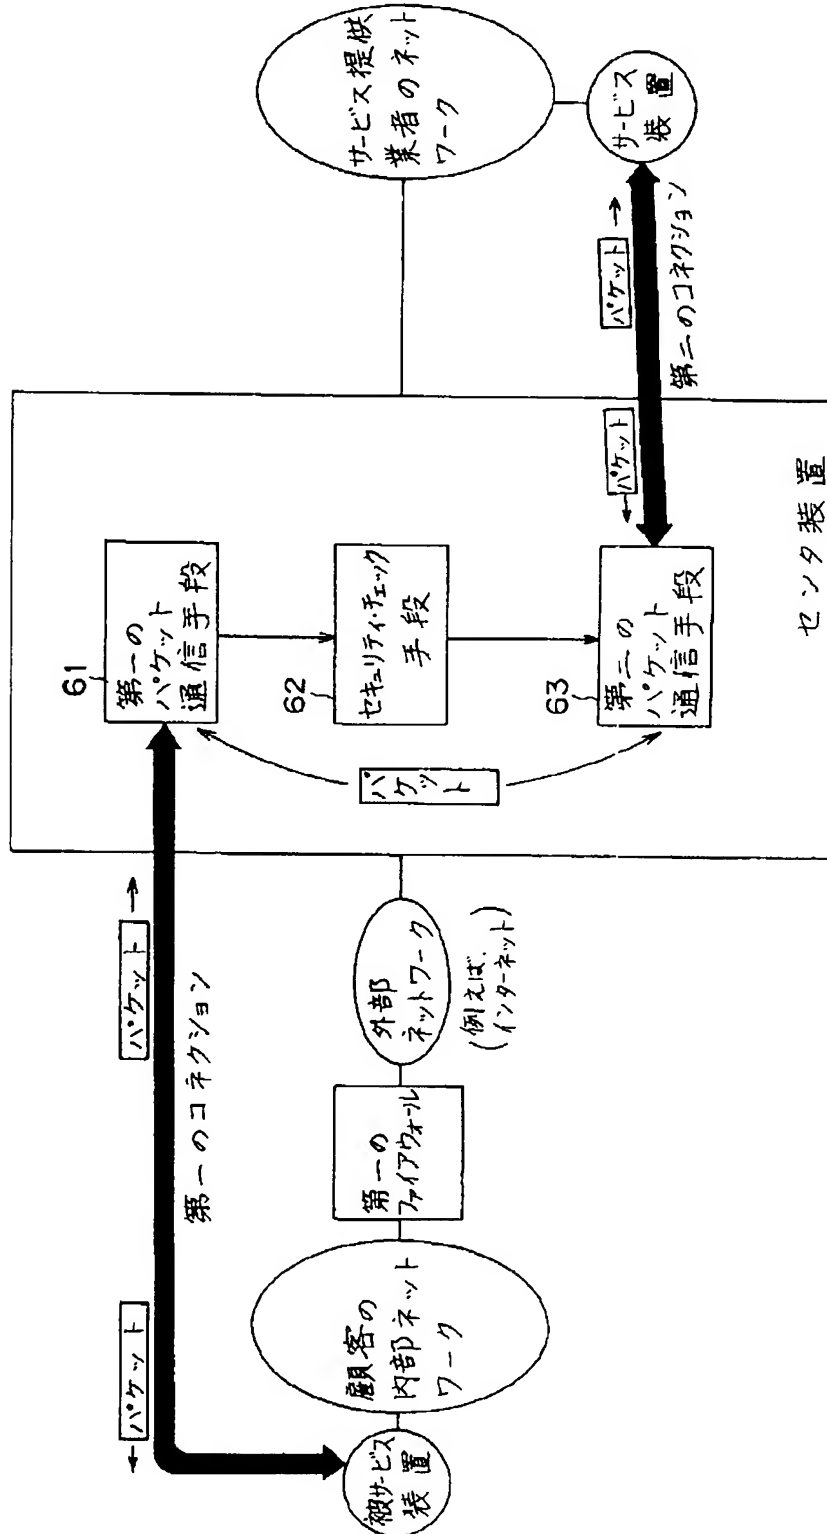 被サービス
装置
顧客の
内部ネット
ワーク
第一の
ファイアウォール
外部
ネットワーク
(例えば、
インターネット)
パケット
パケット
第一のコネクション
61
第一の
パケット
通信手段
62
セキュリティ・チェック
手段
63
第二の
パケット
通信手段
パケ
ッ
ト
センタ装置
パケット
パケット
第二のコネクション
サービス提供
業者のネット
ワーク
サービス
装置